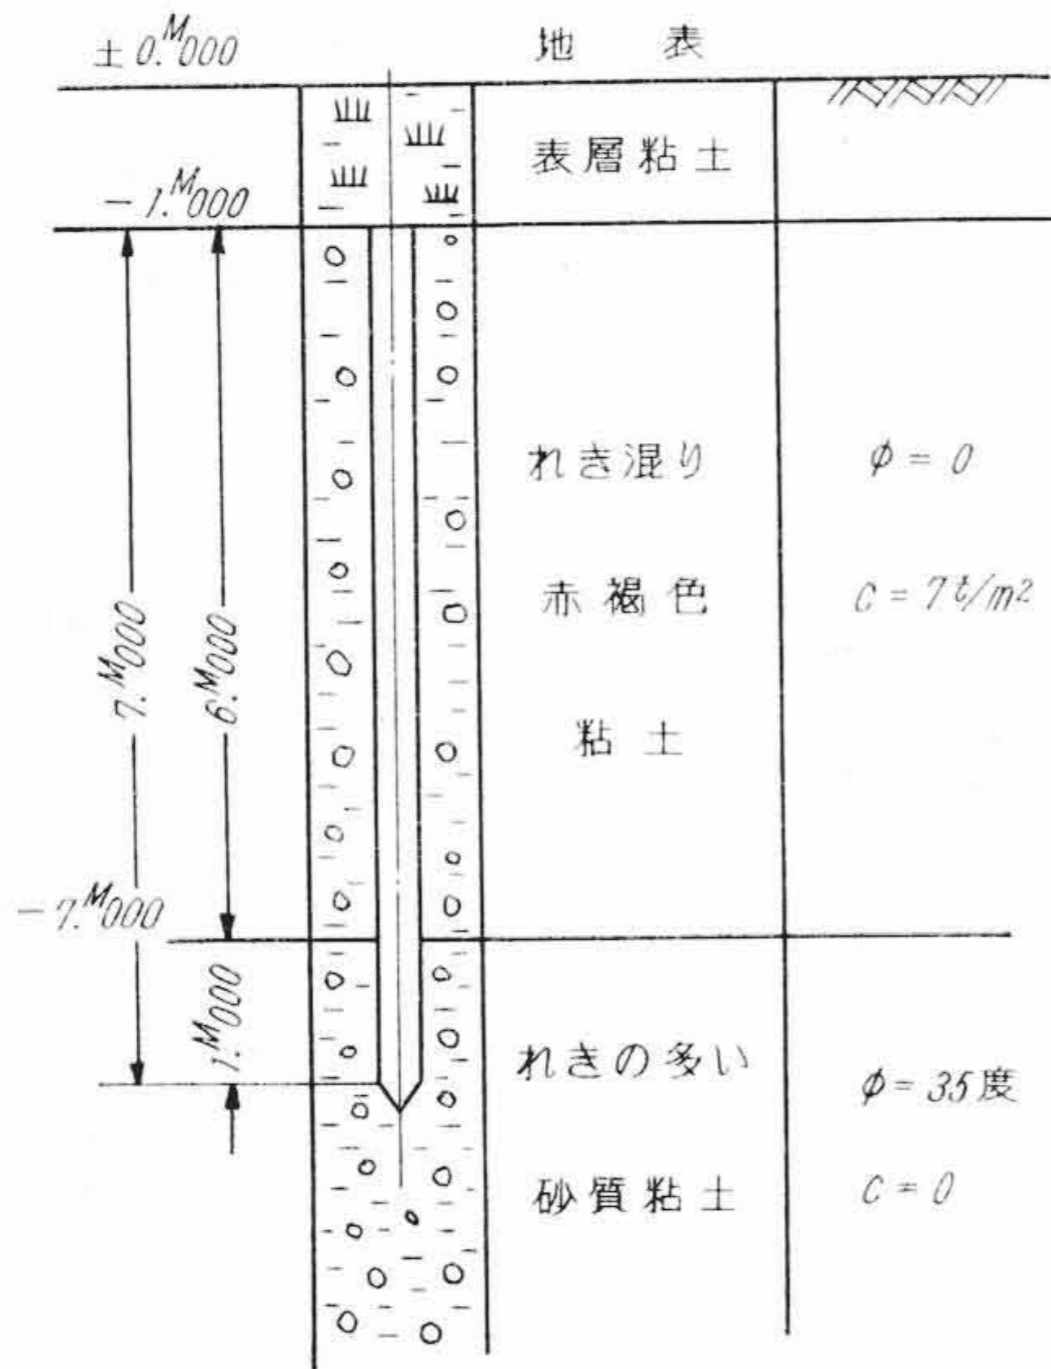 ± 0.ᴹ000
地 表
表層粘土
− 1.ᴹ000
れき混り
φ = 0
赤褐色
C = 7 t/m²
7.ᴹ000
6.ᴹ000
粘土
− 7.ᴹ000
1.ᴹ000
れきの多い
φ = 35度
砂質粘土
C = 0